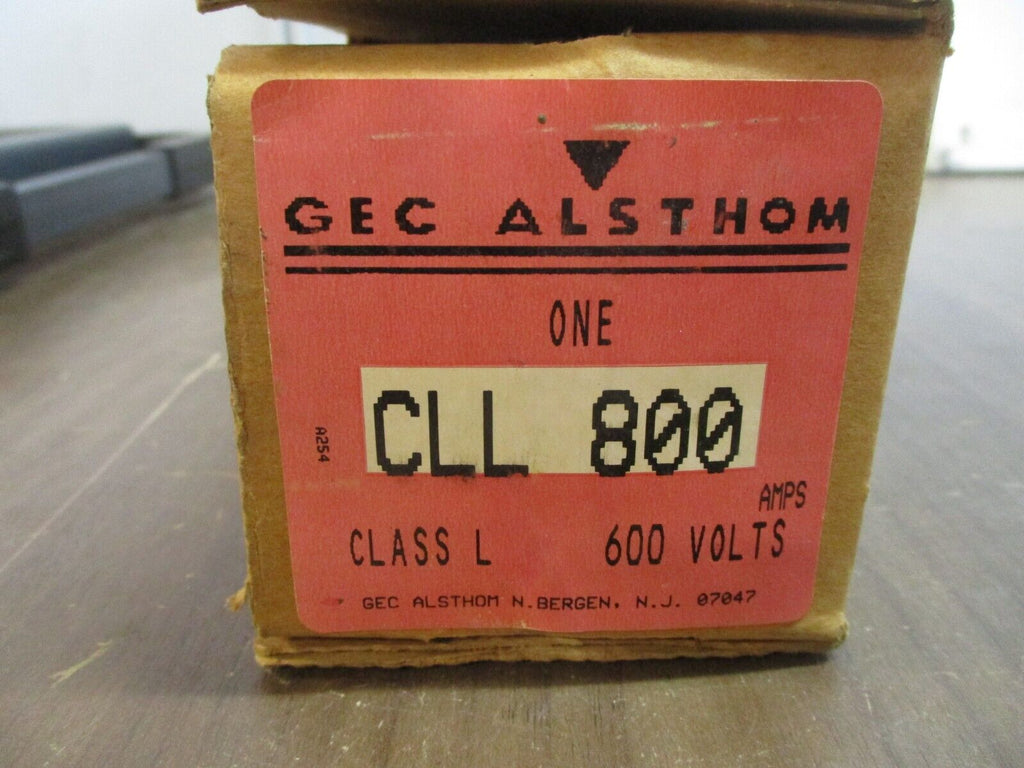 GEC ALSTHOM
ONE
CLL 800
A254
AMPS
CLASS L 600 VOLTS
GEC ALSTHOM N.BERGEN, N.J. 07047